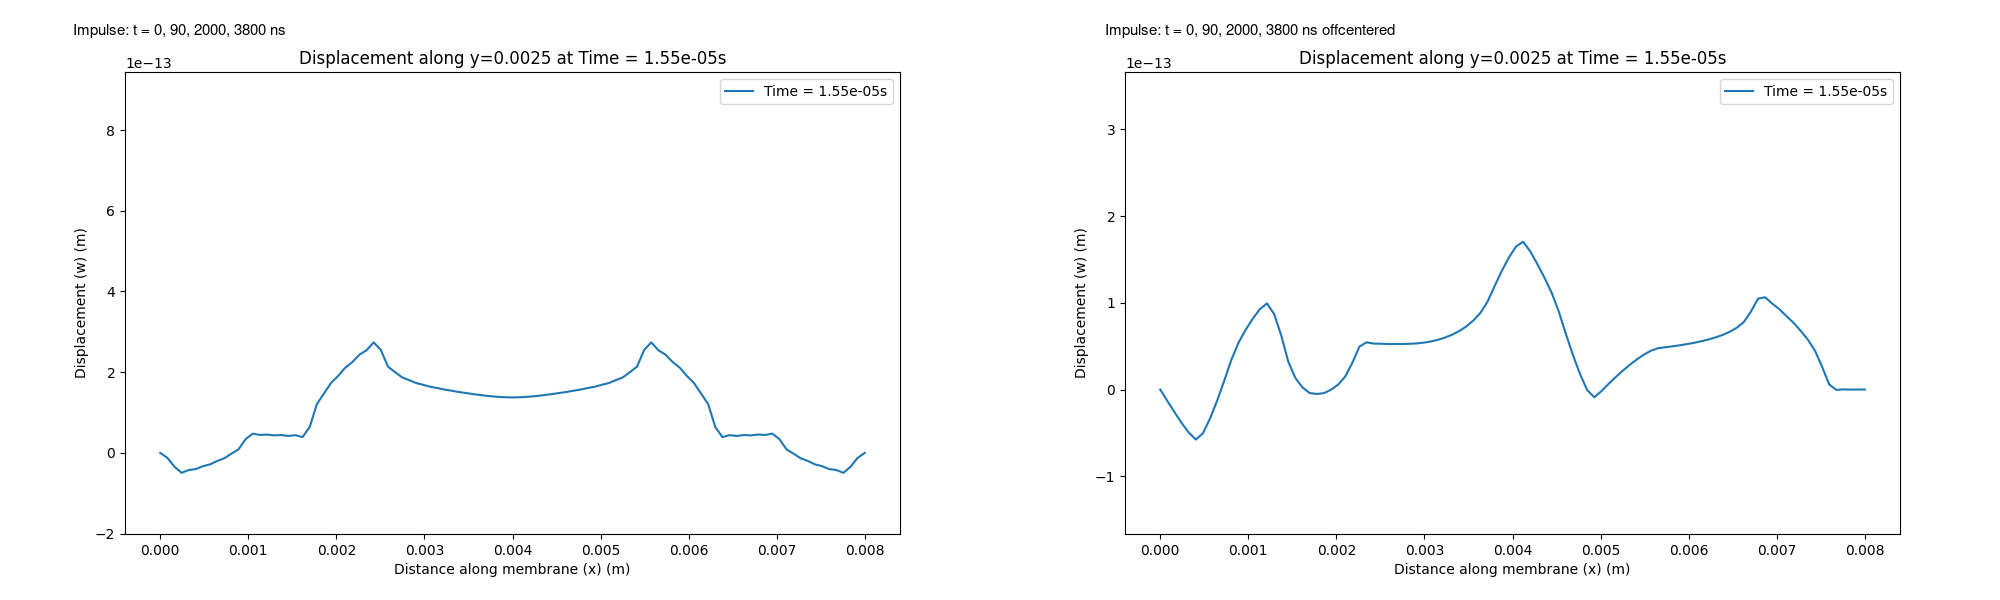 Impulse: t = 0, 90, 2000, 3800 ns
Displacement along y=0.0025 at Time = 1.55e-05s
1e−13
Time = 1.55e-05s
8
6
4
2
0
−2
Displacement (w) (m)
0.000 0.001 0.002 0.003 0.004 0.005 0.006 0.007 0.008
Distance along membrane (x) (m)
Impulse: t = 0, 90, 2000, 3800 ns offcentered
Displacement along y=0.0025 at Time = 1.55e-05s
1e−13
Time = 1.55e-05s
3
2
1
0
−1
Displacement (w) (m)
0.000 0.001 0.002 0.003 0.004 0.005 0.006 0.007 0.008
Distance along membrane (x) (m)